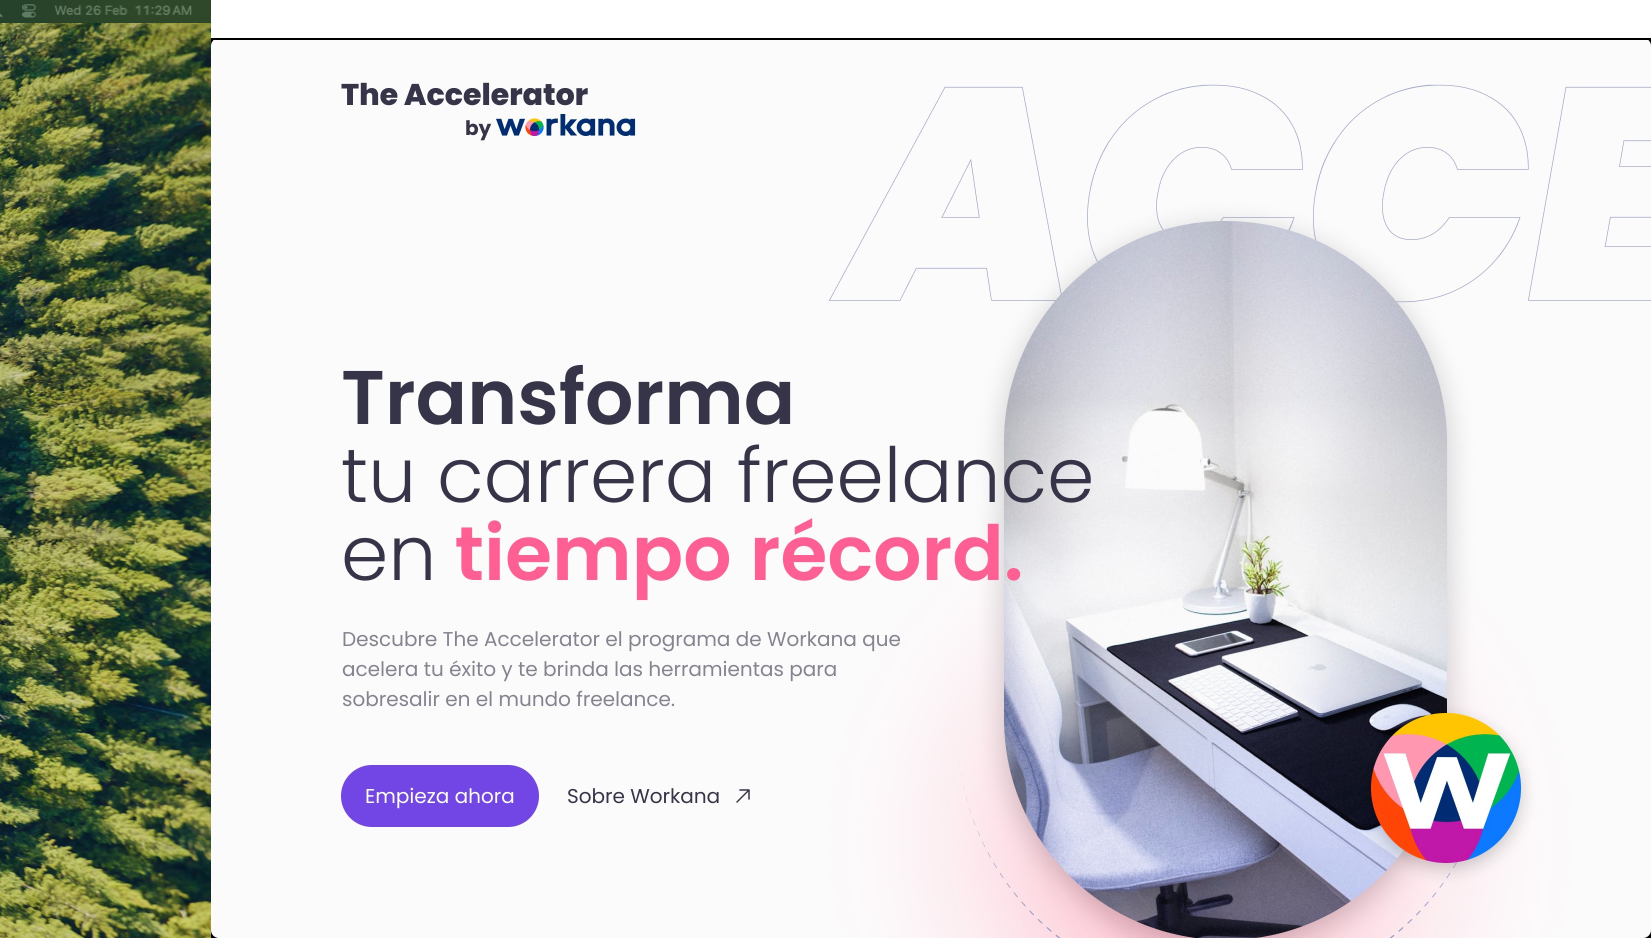 Wed 26 Feb 11:29 AM
The Accelerator
by workana
ACCE
Transforma
tu carrera freelance
en tiempo récord.
Descubre The Accelerator el programa de Workana que
acelera tu éxito y te brinda las herramientas para
sobresalir en el mundo freelance.
Empieza ahora
Sobre Workana
W